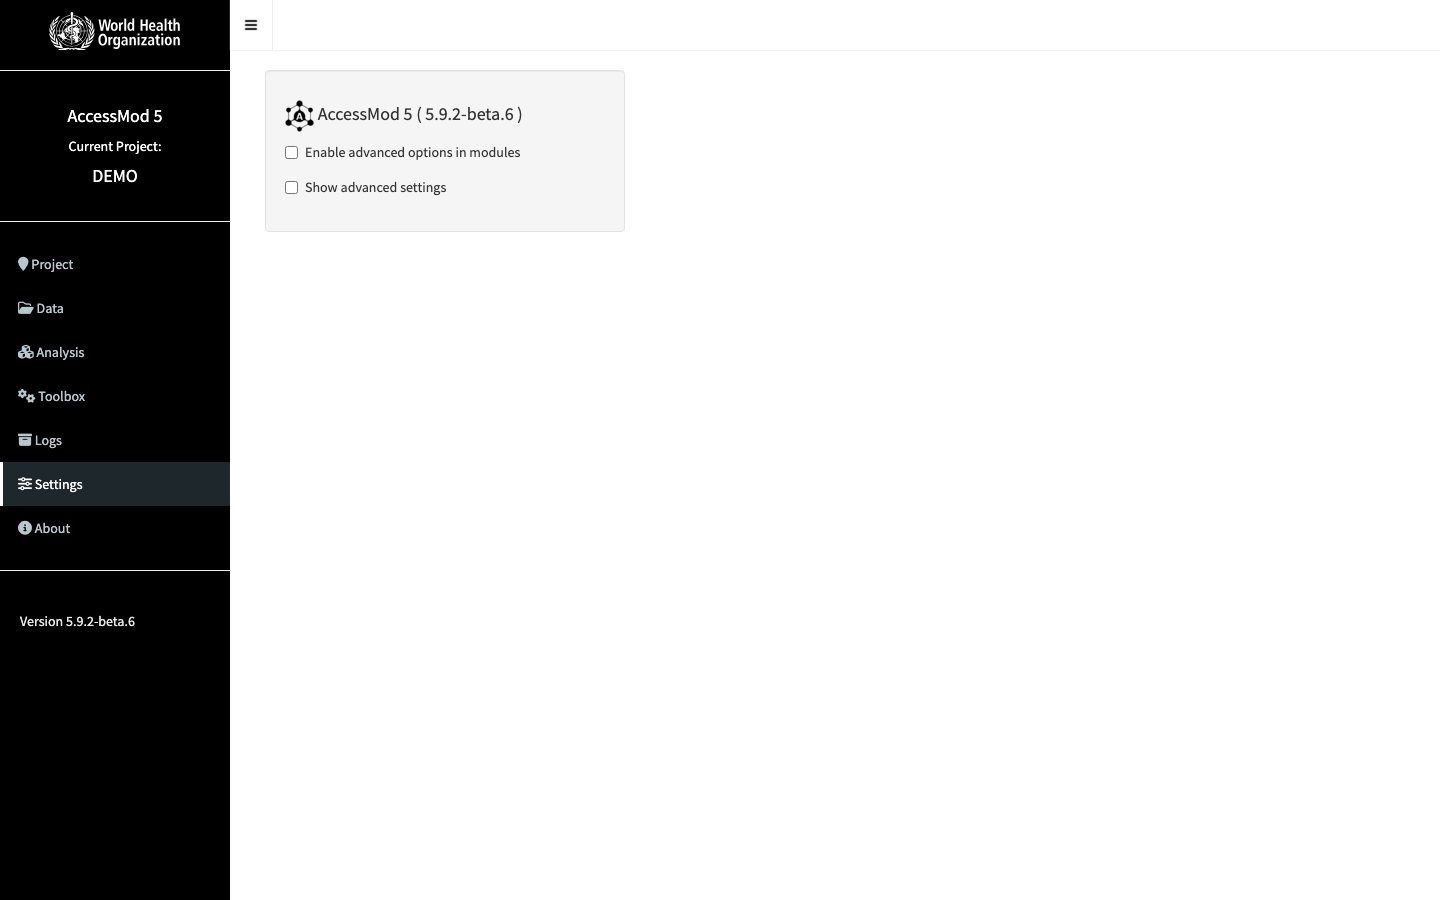 World Health
Organization
AccessMod 5
Current Project:
DEMO
Project
Data
Analysis
Toolbox
Logs
Settings
About
Version 5.9.2-beta.6
AccessMod 5 ( 5.9.2-beta.6 )
Enable advanced options in modules
Show advanced settings